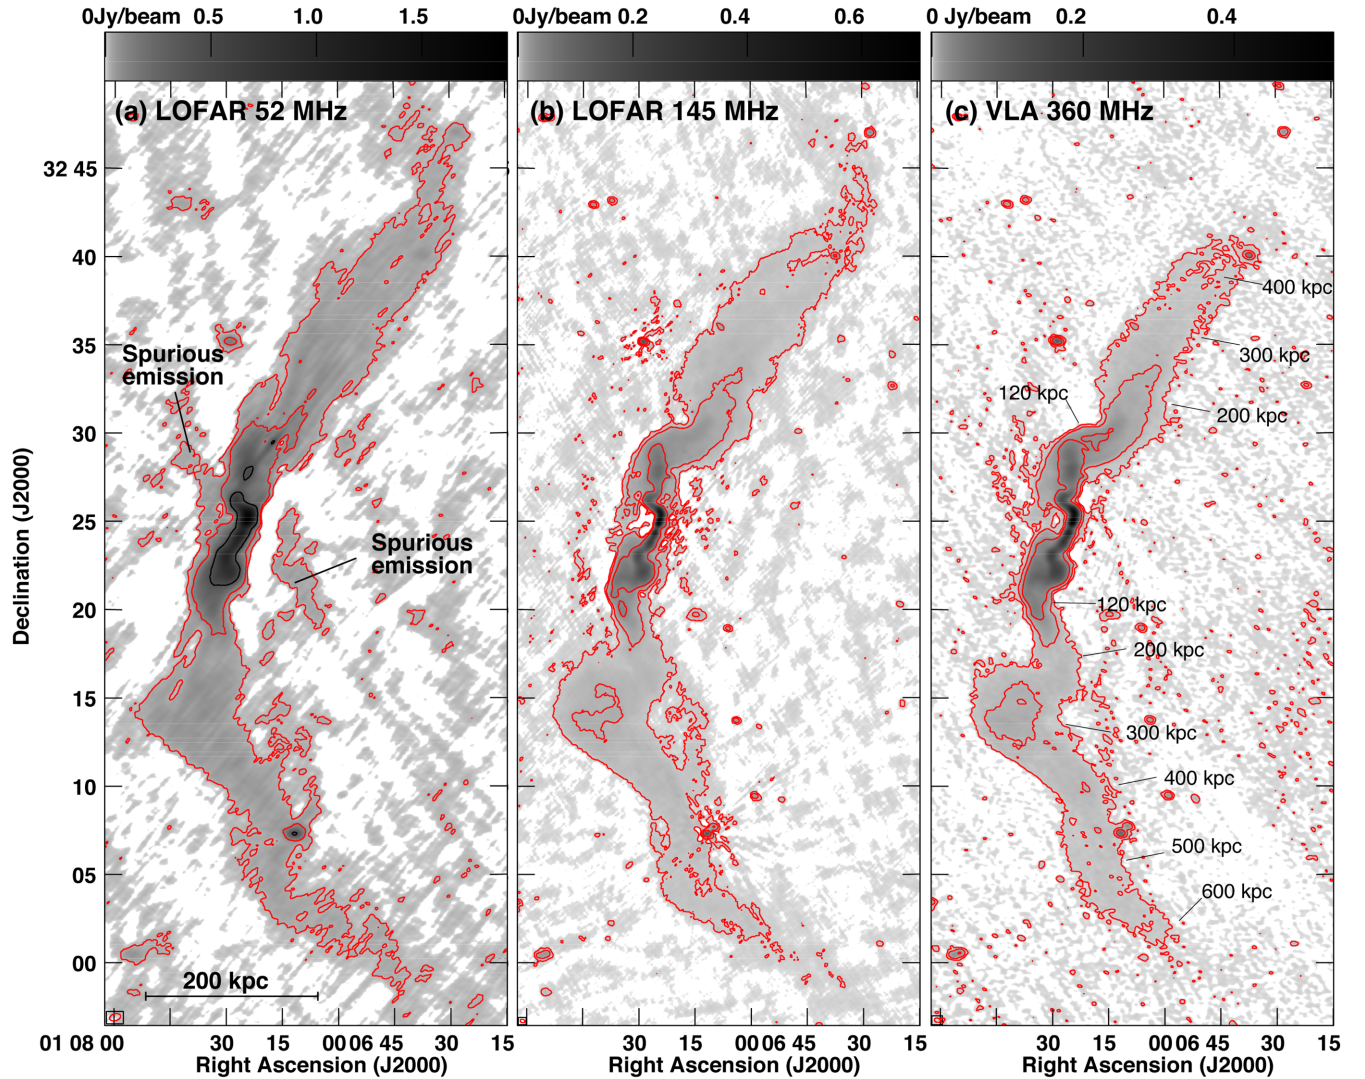 0Jy/beam 0.5 1.0 1.5
0Jy/beam 0.2 0.4 0.6
0 Jy/beam 0.2 0.4
(a) LOFAR 52 MHz
(b) LOFAR 145 MHz
(c) VLA 360 MHz
Declination (J2000)
32 45
40
35
30
25
20
15
10
05
00
Spurious
emission
Spurious
emission
200 kpc
400 kpc
300 kpc
120 kpc
200 kpc
120 kpc
200 kpc
300 kpc
400 kpc
500 kpc
600 kpc
01 08 00 30 15 00 06 45 30 15
30 15 00 06 45 30 15
30 15 00 06 45 30 15
Right Ascension (J2000)
Right Ascension (J2000)
Right Ascension (J2000)